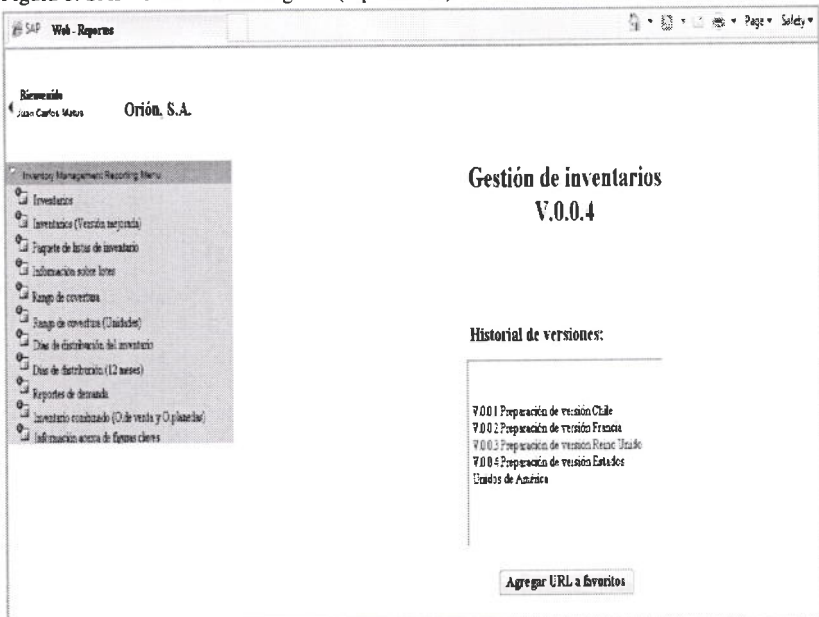 SAP Web - Reportes
Page Safety
Bienvenido
Juan Carlos Matus
Orión, S.A.
Inventory Management Reporting Menu
Inventarios
Inventarios (Versión mejorada)
Paquete de listas de inventario
Información sobre lotes
Rango de covertura
Rango de covertura (Unidades)
Días de distribución del inventario
Días de distribución (12 meses)
Reportes de demanda
Inventario combinado (O.de venta y O.planedas)
Información acerca de figuras claves
Gestión de inventarios
V.0.0.4
Historial de versiones:
V.0.0.1 Preparación de versión Chile
V.0.0.2 Preparación de versión Francia
V.0.0.3 Preparación de versión Reino Unido
V.0.0.4 Preparación de versión Estados
Unidos de América
Agregar URL a favoritos